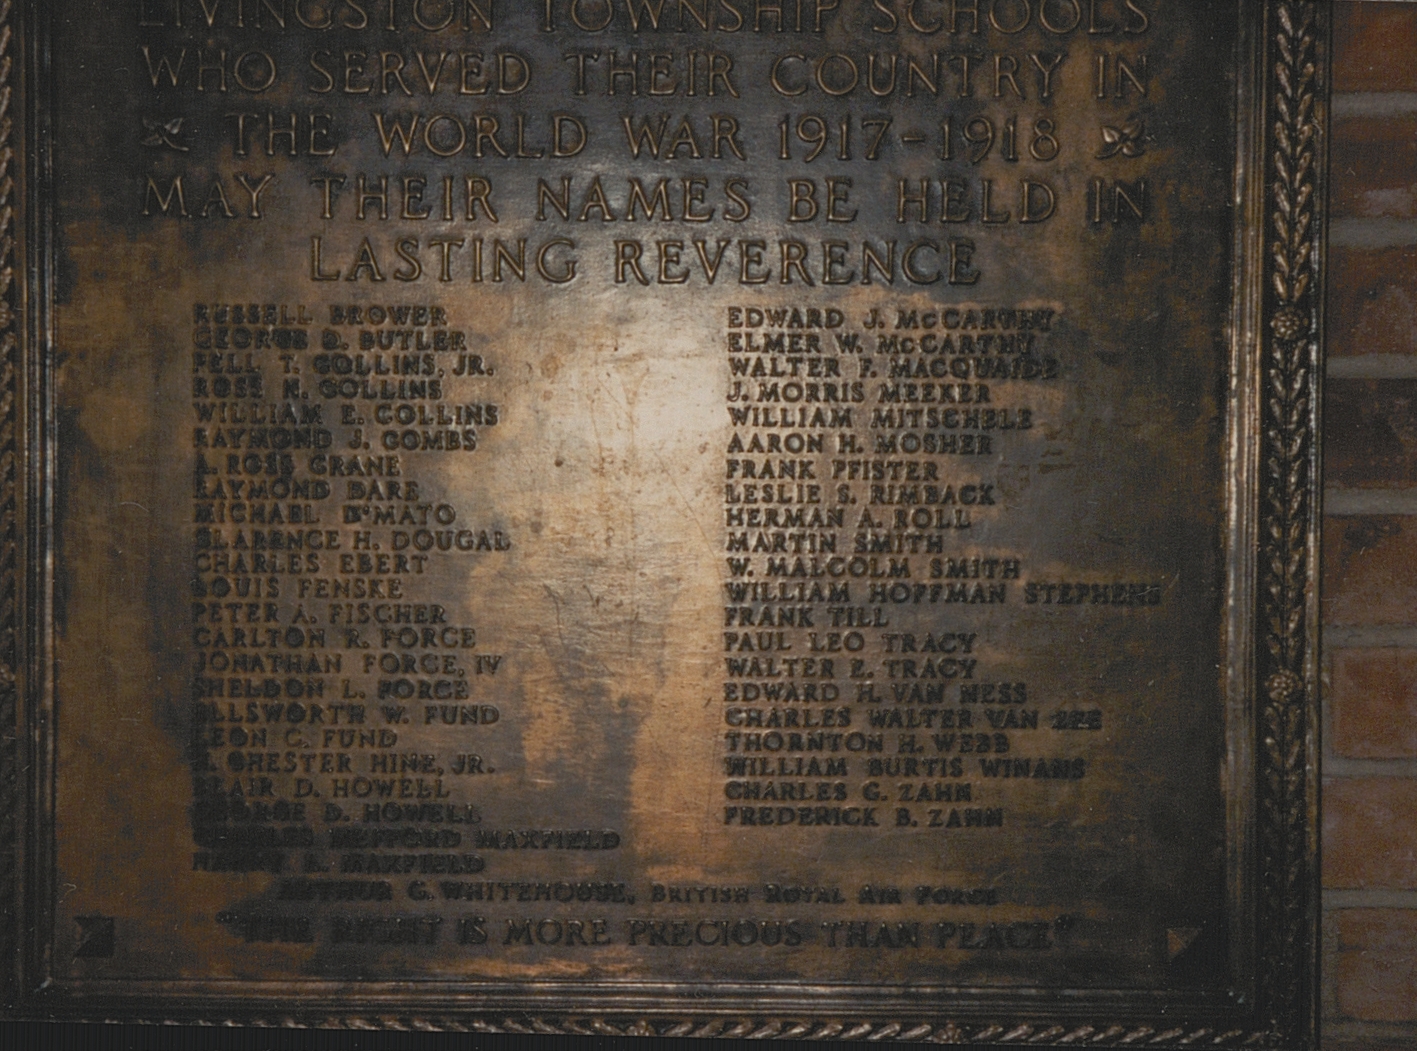 LIVINGSTON TOWNSHIP SCHOOLS
WHO SERVED THEIR COUNTRY IN
THE WORLD WAR 1917-1918
MAY THEIR NAMES BE HELD IN
LASTING REVERENCE
RUSSELL BROWER
GEORGE D. BUTLER
FELL T. COLLINS, JR.
ROSE N. COLLINS
WILLIAM E. COLLINS
RAYMOND J. COMBS
A. ROSS CRANE
RAYMOND DARE
MICHAEL D'MATO
CLARENCE H. DOUGAL
CHARLES EBERT
LOUIS FENSKE
PETER A. FISCHER
CARLTON R. FORCE
JONATHAN FORCE, IV
SHELDON L. FORCE
ELLSWORTH W. FUND
LEON C. FUND
CHESTER HINE, JR.
BLAIR D. HOWELL
GEORGE D. HOWELL
CHARLES MEFFORD MAXFIELD
HARRY L. MAXFIELD
EDWARD J. McCARTHY
ELMER W. McCARTHY
WALTER F. MACQUAIDE
J. MORRIS MEEKER
WILLIAM MITSCHELE
AARON H. MOSHER
FRANK PFISTER
LESLIE S. RIMBACK
HERMAN A. ROLL
MARTIN SMITH
W. MALCOLM SMITH
WILLIAM HOFFMAN STEPHENS
FRANK TILL
PAUL LEO TRACY
WALTER E. TRACY
EDWARD H. VAN NESS
CHARLES WALTER VAN ZEE
THORNTON H. WEBB
WILLIAM BURTIS WINANS
CHARLES C. ZAHN
FREDERICK B. ZAHN
ARTHUR G. WHITEHOUSE, BRITISH ROYAL AIR FORCE
"THE RIGHT IS MORE PRECIOUS THAN PEACE"